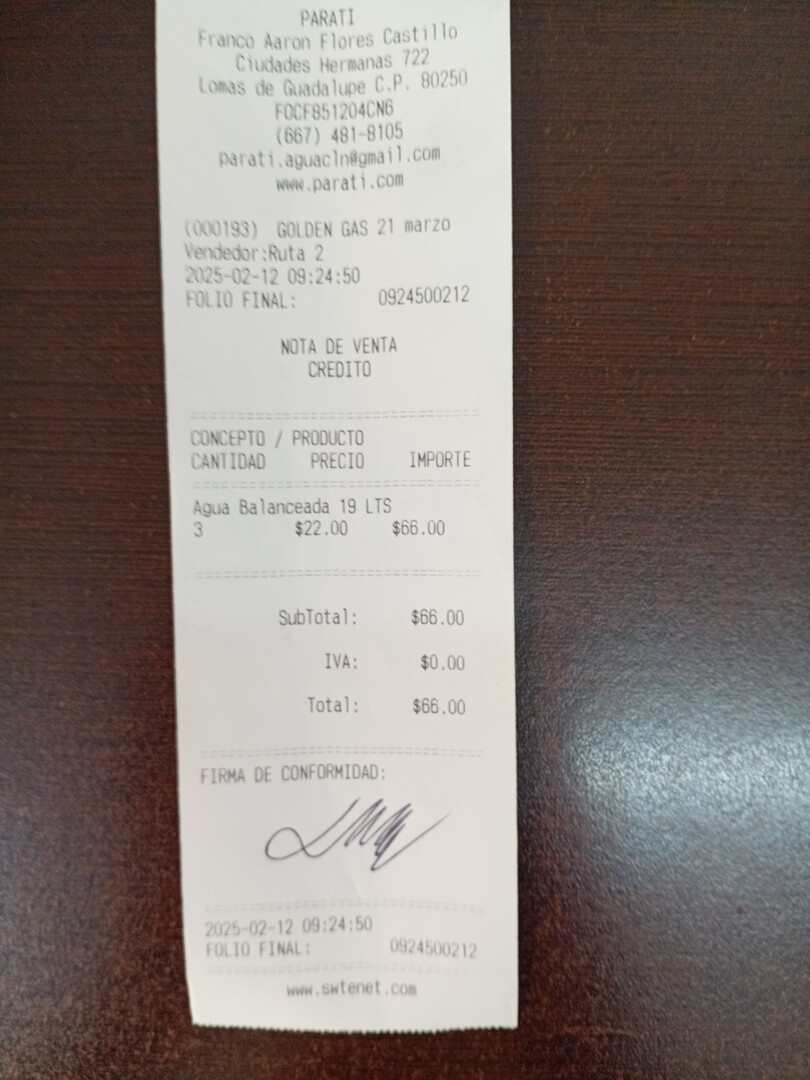 PARATI
Franco Aaron Flores Castillo
Ciudades Hermanas 722
Lomas de Guadalupe C.P. 80250
FOCF851204CN6
(667) 481-8105
parati.aguacln@gmail.com
www.parati.com
(000193) GOLDEN GAS 21 marzo
Vendedor:Ruta 2
2025-02-12 09:24:50
FOLIO FINAL: 0924500212
NOTA DE VENTA
CREDITO
CONCEPTO / PRODUCTO
CANTIDAD PRECIO IMPORTE
Agua Balanceada 19 LTS
3 $22.00 $66.00
SubTotal: $66.00
IVA: $0.00
Total: $66.00
FIRMA DE CONFORMIDAD:
2025-02-12 09:24:50
FOLIO FINAL: 0924500212
www.swtenet.com